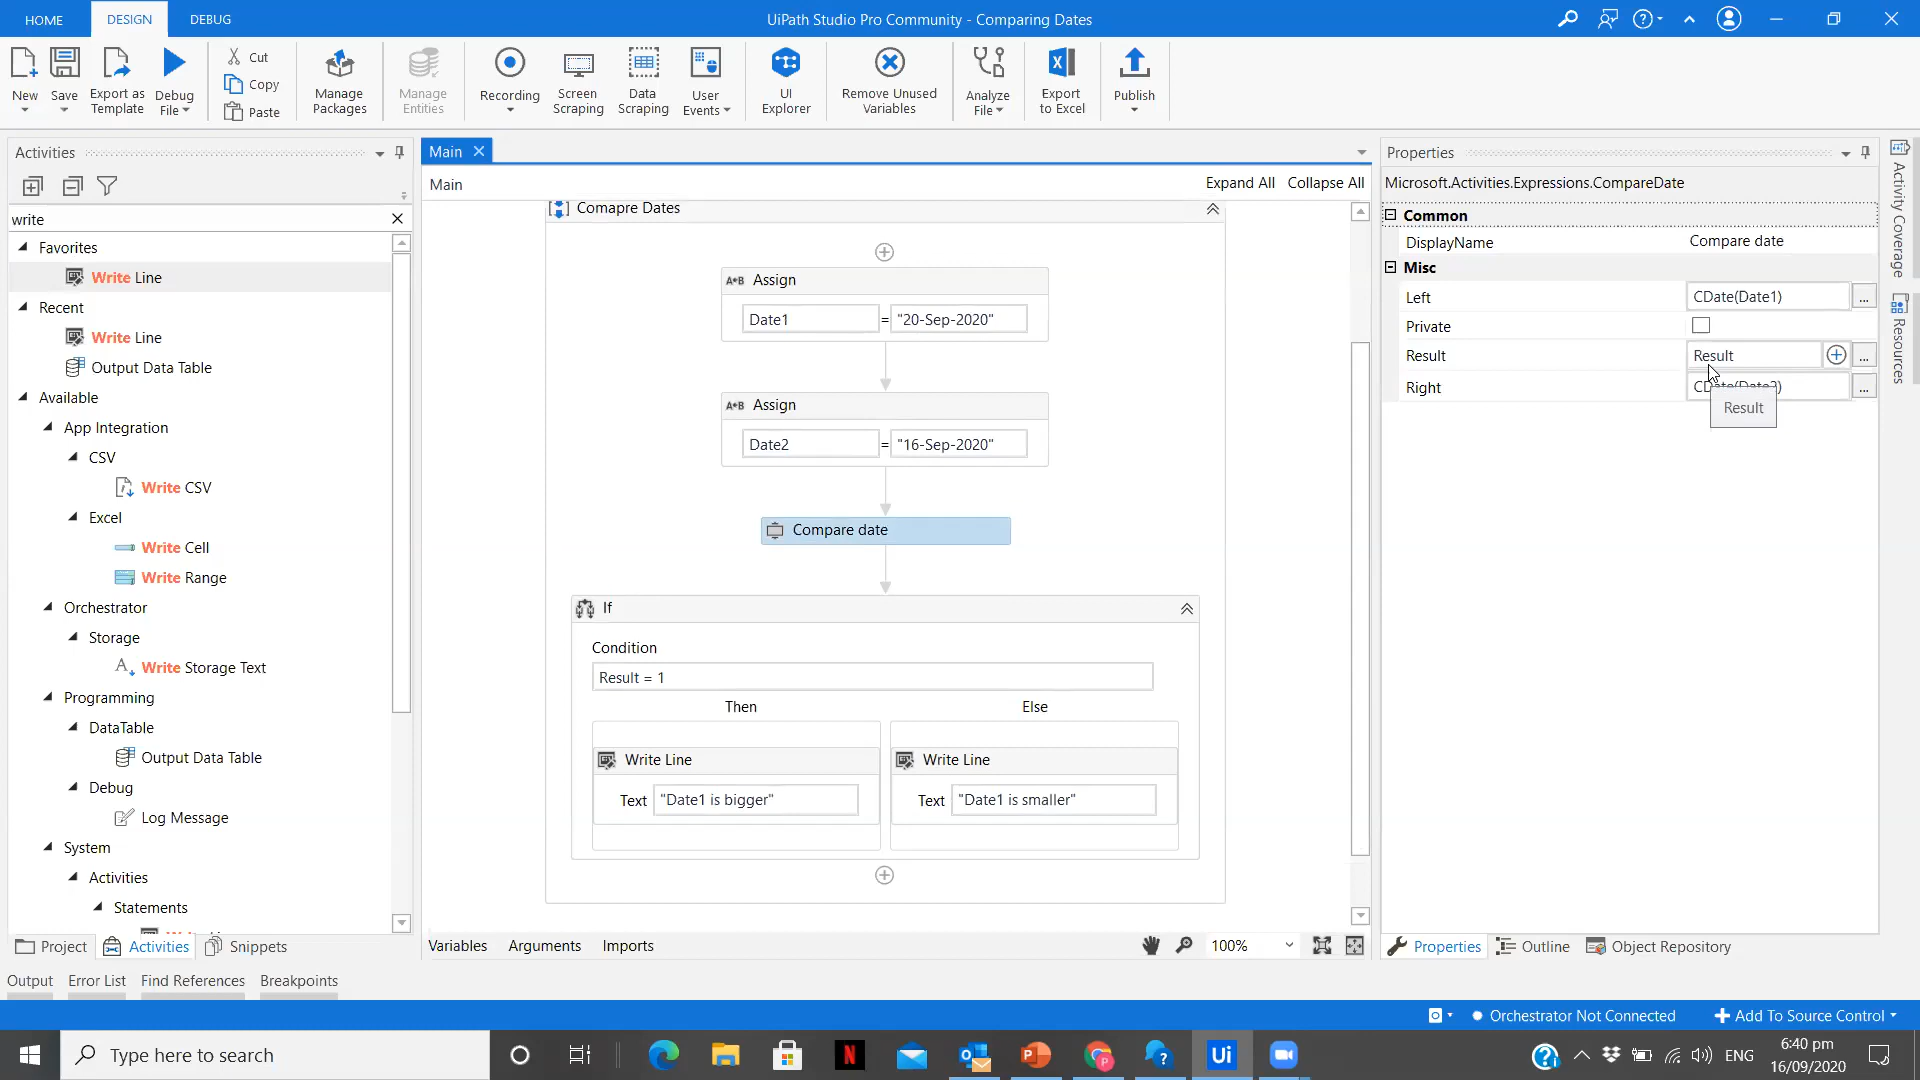 HOME
DESIGN
DEBUG
UiPath Studio Pro Community - Comparing Dates
New
Save
Export as
Template
Debug
File
Cut
Copy
Paste
Manage
Packages
Manage
Entities
Recording
Screen
Scraping
Data
Scraping
User
Events
UI
Explorer
Remove Unused
Variables
Analyze
File
Export
to Excel
Publish
Activities
write
Favorites
Write Line
Recent
Write Line
Output Data Table
Available
App Integration
CSV
Write CSV
Excel
Write Cell
Write Range
Orchestrator
Storage
Write Storage Text
Programming
DataTable
Output Data Table
Debug
Log Message
System
Activities
Statements
Project
Activities
Snippets
Main
Main
Expand All
Collapse All
Comapre Dates
A+B Assign
Date1 = "20-Sep-2020"
A+B Assign
Date2 = "16-Sep-2020"
Compare date
If
Condition
Result = 1
Then
Else
Write Line
Text "Date1 is bigger"
Write Line
Text "Date1 is smaller"
Variables
Arguments
Imports
100%
Properties
Microsoft.Activities.Expressions.CompareDate
Common
DisplayName Compare date
Misc
Left CDate(Date1) ...
Private
Result Result ...
Right ...
Result
Properties
Outline
Object Repository
Activity Coverage
Resources
Output
Error List
Find References
Breakpoints
Orchestrator Not Connected
Add To Source Control
Type here to search
Ui
ENG
6:40 pm
16/09/2020